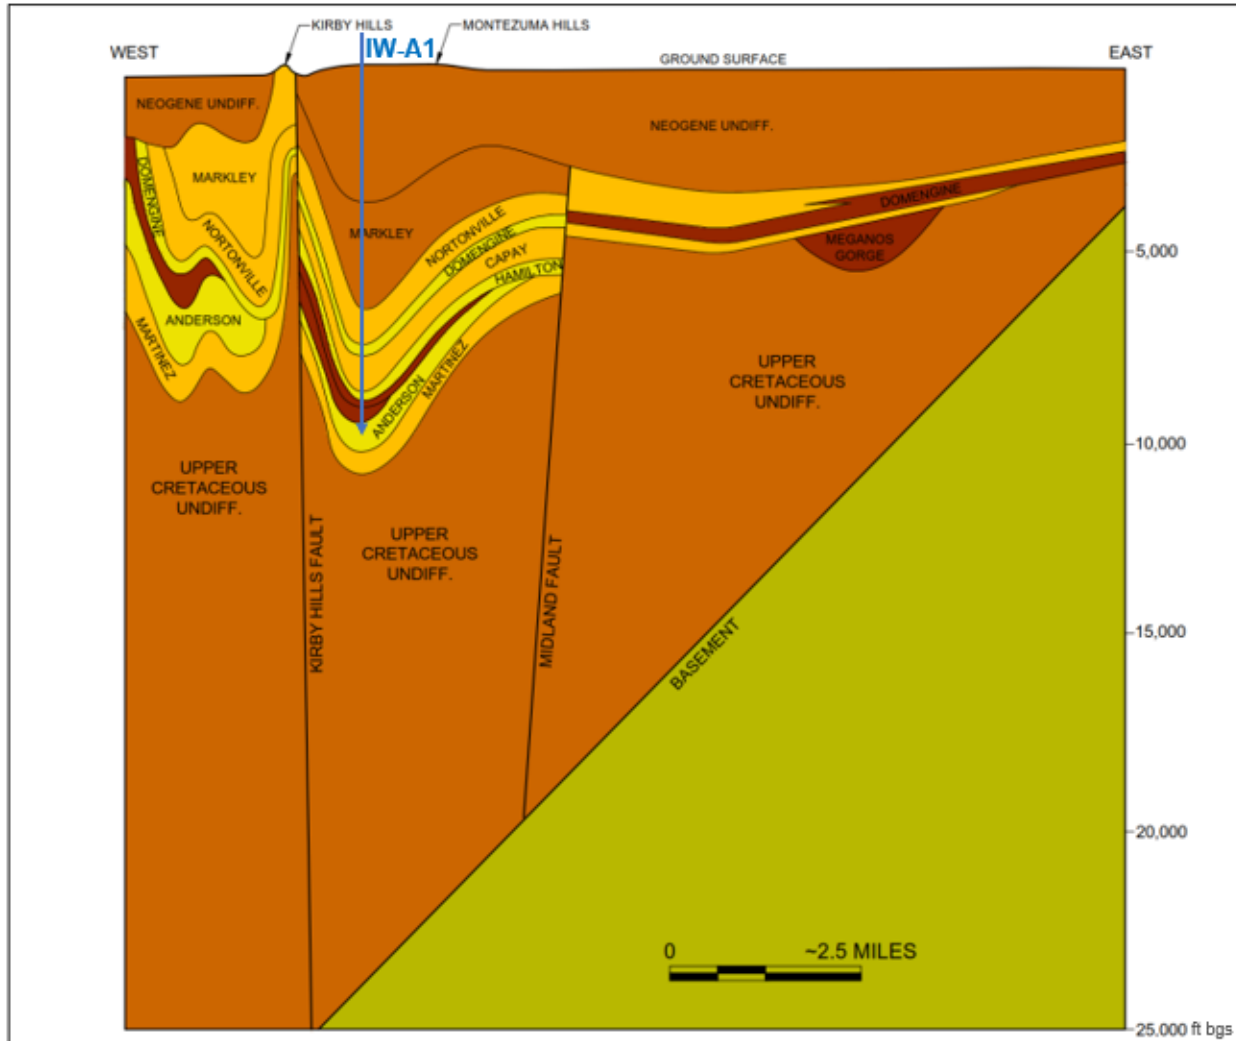 KIRBY HILLS
MONTEZUMA HILLS
WEST
IW-A1
GROUND SURFACE
EAST
NEOGENE UNDIFF.
NEOGENE UNDIFF.
DOMENGINE
MARKLEY
NORTONVILLE
ANDERSON
MARTINEZ
MARKLEY
NORTONVILLE
DOMENGINE
CAPAY
HAMILTON
ANDERSON
MARTINEZ
DOMENGINE
MEGANOS
GORGE
5,000
UPPER
CRETACEOUS
UNDIFF.
10,000
UPPER
CRETACEOUS
UNDIFF.
UPPER
CRETACEOUS
UNDIFF.
KIRBY HILLS FAULT
MIDLAND FAULT
BASEMENT
15,000
20,000
0 ~2.5 MILES
25,000 ft bgs